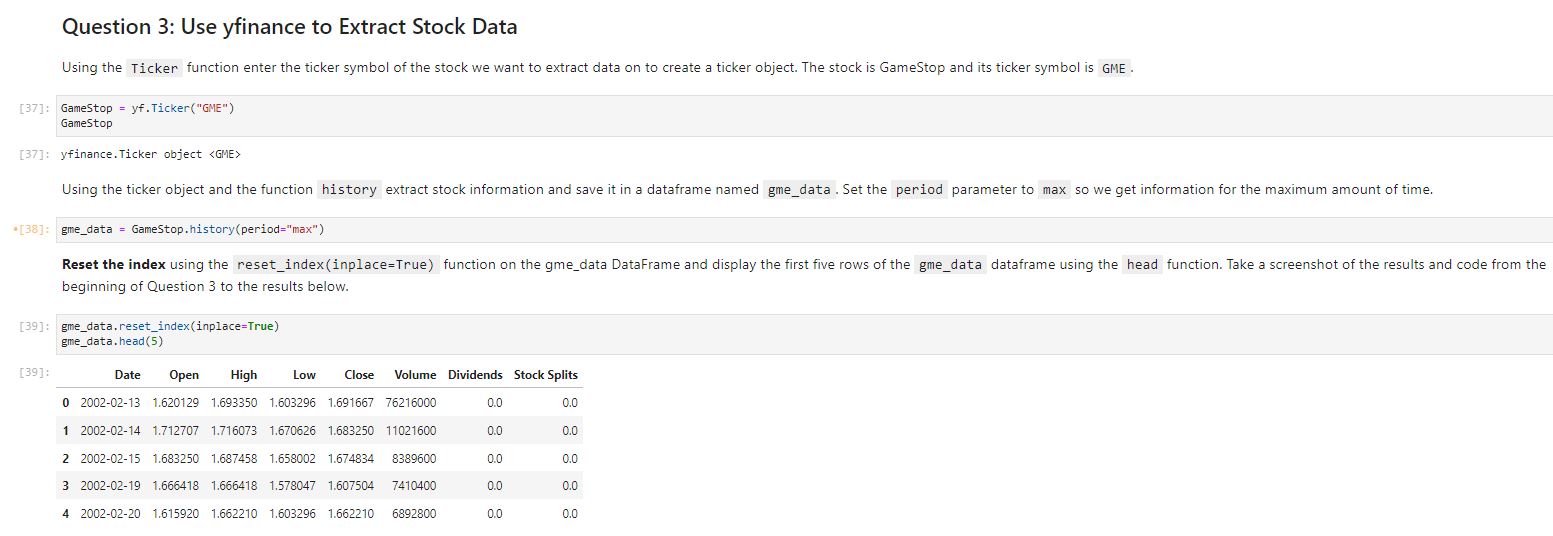 Question 3: Use yfinance to Extract Stock Data
Using the Ticker function enter the ticker symbol of the stock we want to extract data on to create a ticker object. The stock is GameStop and its ticker symbol is GME .
[37]: GameStop = yf.Ticker("GME")
GameStop
[37]: yfinance.Ticker object <GME>
Using the ticker object and the function history extract stock information and save it in a dataframe named gme_data . Set the period parameter to max so we get information for the maximum amount of time.
•[38]: gme_data = GameStop.history(period="max")
Reset the index using the reset_index(inplace=True) function on the gme_data DataFrame and display the first five rows of the gme_data dataframe using the head function. Take a screenshot of the results and code from the
beginning of Question 3 to the results below.
[39]: gme_data.reset_index(inplace=True)
gme_data.head(5)
[39]: Date Open High Low Close Volume Dividends Stock Splits
0 2002-02-13 1.620129 1.693350 1.603296 1.691667 76216000 0.0 0.0
1 2002-02-14 1.712707 1.716073 1.670626 1.683250 11021600 0.0 0.0
2 2002-02-15 1.683250 1.687458 1.658002 1.674834 8389600 0.0 0.0
3 2002-02-19 1.666418 1.666418 1.578047 1.607504 7410400 0.0 0.0
4 2002-02-20 1.615920 1.662210 1.603296 1.662210 6892800 0.0 0.0